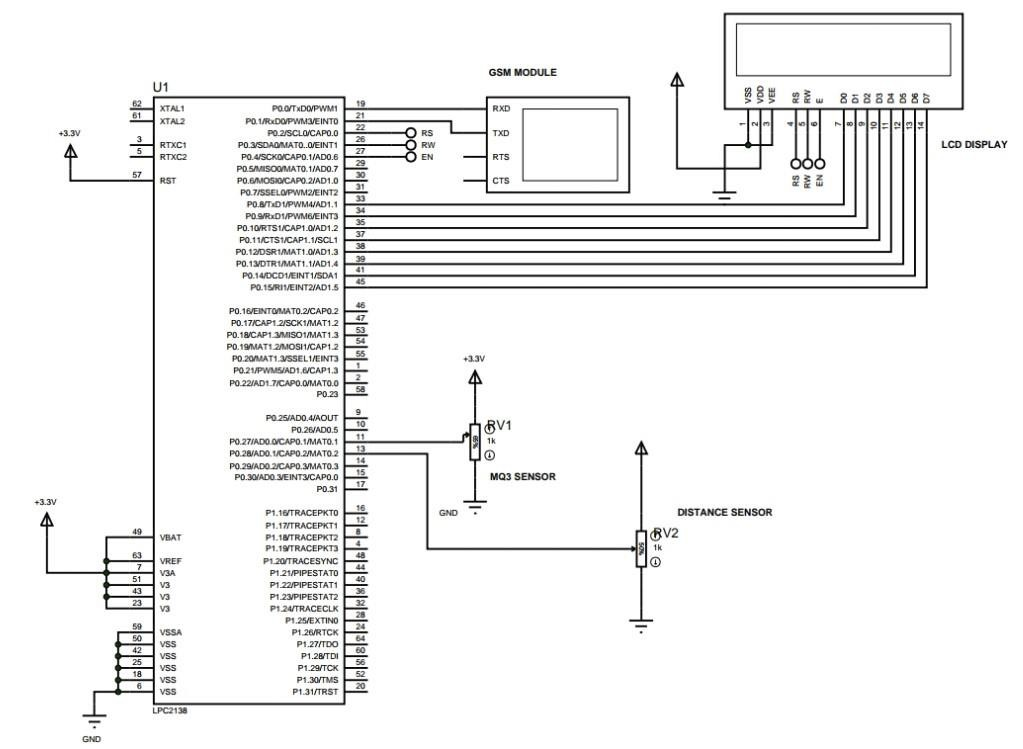 GSM MODULE
LCD DISPLAY
VSS
VDD
VEE
RS
RW
E
D0
D1
D2
D3
D4
D5
D6
D7
1
2
3
4
5
6
7
8
9
10
11
12
13
14
RS
RW
EN
U1
62 XTAL1
61 XTAL2
3 RTXC1
5 RTXC2
+3.3V
57 RST
P0.0/TxD0/PWM1 19
P0.1/RxD0/PWM3/EINT0 21
P0.2/SCL0/CAP0.0 22
P0.3/SDA0/MAT0..0/EINT1 26
P0.4/SCK0/CAP0.1/AD0.6 27
P0.5/MISO0/MAT0.1/AD0.7 29
P0.6/MOSI0/CAP0.2/AD1.0 30
P0.7/SSEL0/PWM2/EINT2 31
P0.8/TxD1/PWM4/AD1.1 33
P0.9/RxD1/PWM6/EINT3 34
P0.10/RTS1/CAP1.0/AD1.2 35
P0.11/CTS1/CAP1.1/SCL1 37
P0.12/DSR1/MAT1.0/AD1.3 38
P0.13/DTR1/MAT1.1/AD1.4 39
P0.14/DCD1/EINT1/SDA1 41
P0.15/RI1/EINT2/AD1.5 45
RS
RW
EN
RXD
TXD
RTS
CTS
P0.16/EINT0/MAT0.2/CAP0.2 46
P0.17/CAP1.2/SCK1/MAT1.2 47
P0.18/CAP1.3/MISO1/MAT1.3 53
P0.19/MAT1.2/MOSI1/CAP1.2 54
P0.20/MAT1.3/SSEL1/EINT3 55
P0.21/PWM5/AD1.6/CAP1.3 1
P0.22/AD1.7/CAP0.0/MAT0.0 2
P0.23 58
P0.25/AD0.4/AOUT 9
P0.26/AD0.5 10
P0.27/AD0.0/CAP0.1/MAT0.1 11
P0.28/AD0.1/CAP0.2/MAT0.2 13
P0.29/AD0.2/CAP0.3/MAT0.3 14
P0.30/AD0.3/EINT3/CAP0.0 15
P0.31 17
+3.3V
RV1
1k
MQ3 SENSOR
GND
DISTANCE SENSOR
RV2
50%
1k
P1.16/TRACEPKT0 16
P1.17/TRACEPKT1 12
P1.18/TRACEPKT2 8
P1.19/TRACEPKT3 4
P1.20/TRACESYNC 48
P1.21/PIPESTAT0 44
P1.22/PIPESTAT1 40
P1.23/PIPESTAT2 36
P1.24/TRACECLK 32
P1.25/EXTIN0 28
P1.26/RTCK 24
P1.27/TDO 64
P1.28/TDI 60
P1.29/TCK 56
P1.30/TMS 52
P1.31/TRST 20
+3.3V
49 VBAT
63 VREF
7 V3A
51 V3
43 V3
23 V3
59 VSSA
50 VSS
42 VSS
25 VSS
18 VSS
6 VSS
GND
LPC2138